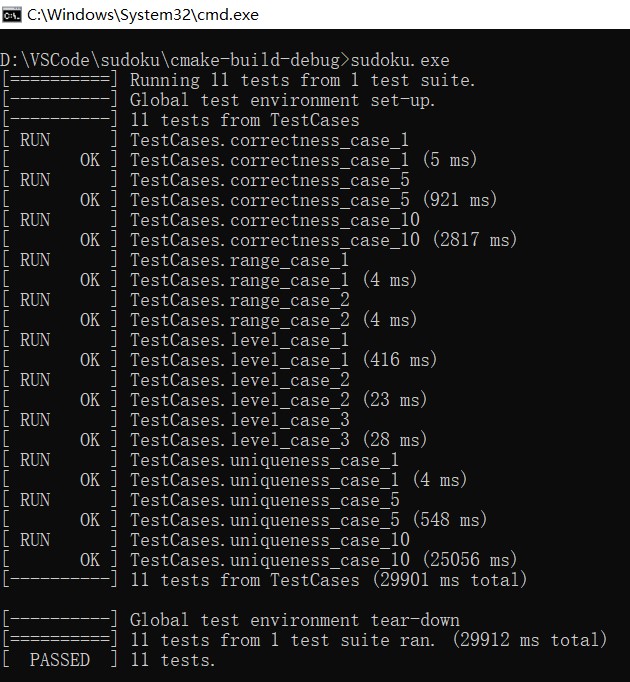 C:\Windows\System32\cmd.exe
D:\VSCode\sudoku\cmake-build-debug>sudoku.exe
[==========] Running 11 tests from 1 test suite.
[----------] Global test environment set-up.
[----------] 11 tests from TestCases
[ RUN      ] TestCases.correctness_case_1
[       OK ] TestCases.correctness_case_1 (5 ms)
[ RUN      ] TestCases.correctness_case_5
[       OK ] TestCases.correctness_case_5 (921 ms)
[ RUN      ] TestCases.correctness_case_10
[       OK ] TestCases.correctness_case_10 (2817 ms)
[ RUN      ] TestCases.range_case_1
[       OK ] TestCases.range_case_1 (4 ms)
[ RUN      ] TestCases.range_case_2
[       OK ] TestCases.range_case_2 (4 ms)
[ RUN      ] TestCases.level_case_1
[       OK ] TestCases.level_case_1 (416 ms)
[ RUN      ] TestCases.level_case_2
[       OK ] TestCases.level_case_2 (23 ms)
[ RUN      ] TestCases.level_case_3
[       OK ] TestCases.level_case_3 (28 ms)
[ RUN      ] TestCases.uniqueness_case_1
[       OK ] TestCases.uniqueness_case_1 (4 ms)
[ RUN      ] TestCases.uniqueness_case_5
[       OK ] TestCases.uniqueness_case_5 (548 ms)
[ RUN      ] TestCases.uniqueness_case_10
[       OK ] TestCases.uniqueness_case_10 (25056 ms)
[----------] 11 tests from TestCases (29901 ms total)
[----------] Global test environment tear-down
[==========] 11 tests from 1 test suite ran. (29912 ms total)
[  PASSED  ] 11 tests.